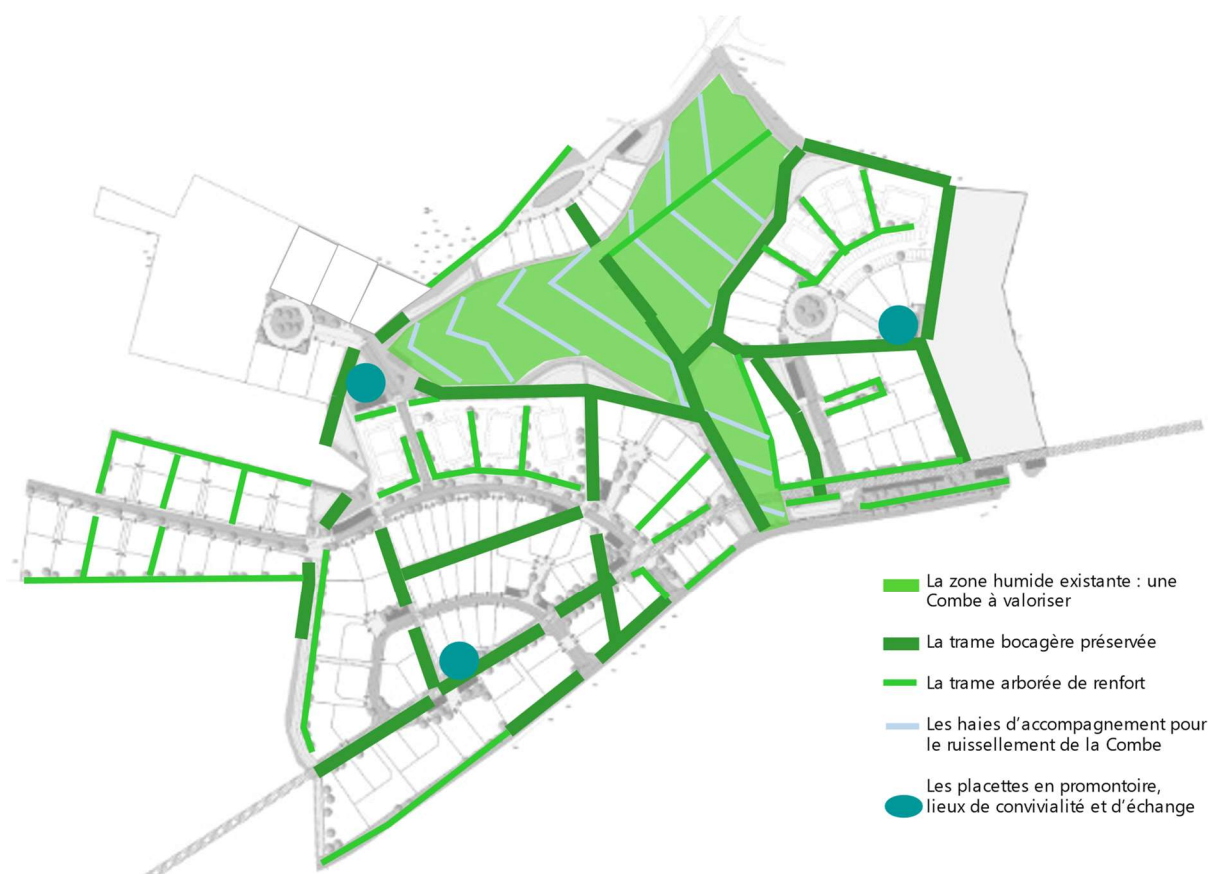 La zone humide existante : une
Combe à valoriser
La trame bocagère préservée
La trame arborée de renfort
Les haies d'accompagnement pour
le ruissellement de la Combe
Les placettes en promontoire,
lieux de convivialité et d'échange